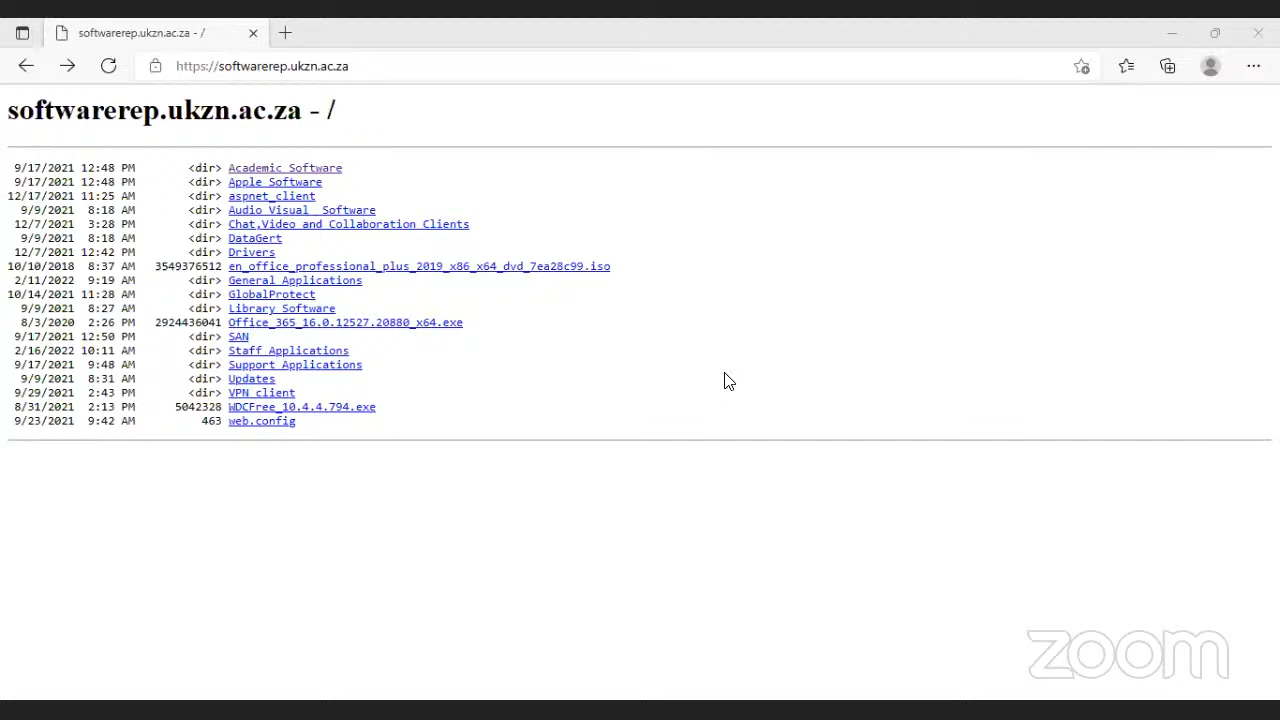 softwarerep.ukzn.ac.za - /
https://softwarerep.ukzn.ac.za
softwarerep.ukzn.ac.za - /
9/17/2021 12:48 PM <dir> Academic Software
9/17/2021 12:48 PM <dir> Apple Software
12/17/2021 11:25 AM <dir> aspnet_client
9/9/2021 8:18 AM <dir> Audio Visual  Software
12/7/2021 3:28 PM <dir> Chat,Video and Collaboration Clients
9/9/2021 8:18 AM <dir> DataGert
12/7/2021 12:42 PM <dir> Drivers
10/10/2018 8:37 AM 3549376512 en_office_professional_plus_2019_x86_x64_dvd_7ea28c99.iso
2/11/2022 9:19 AM <dir> General Applications
10/14/2021 11:28 AM <dir> GlobalProtect
9/9/2021 8:27 AM <dir> Library Software
8/3/2020 2:26 PM 2924436041 Office_365_16.0.12527.20880_x64.exe
9/17/2021 12:50 PM <dir> SAN
2/16/2022 10:11 AM <dir> Staff Applications
9/17/2021 9:48 AM <dir> Support Applications
9/9/2021 8:31 AM <dir> Updates
9/29/2021 2:43 PM <dir> VPN client
8/31/2021 2:13 PM 5042328 WDCFree_10.4.4.794.exe
9/23/2021 9:42 AM 463 web.config
zoom